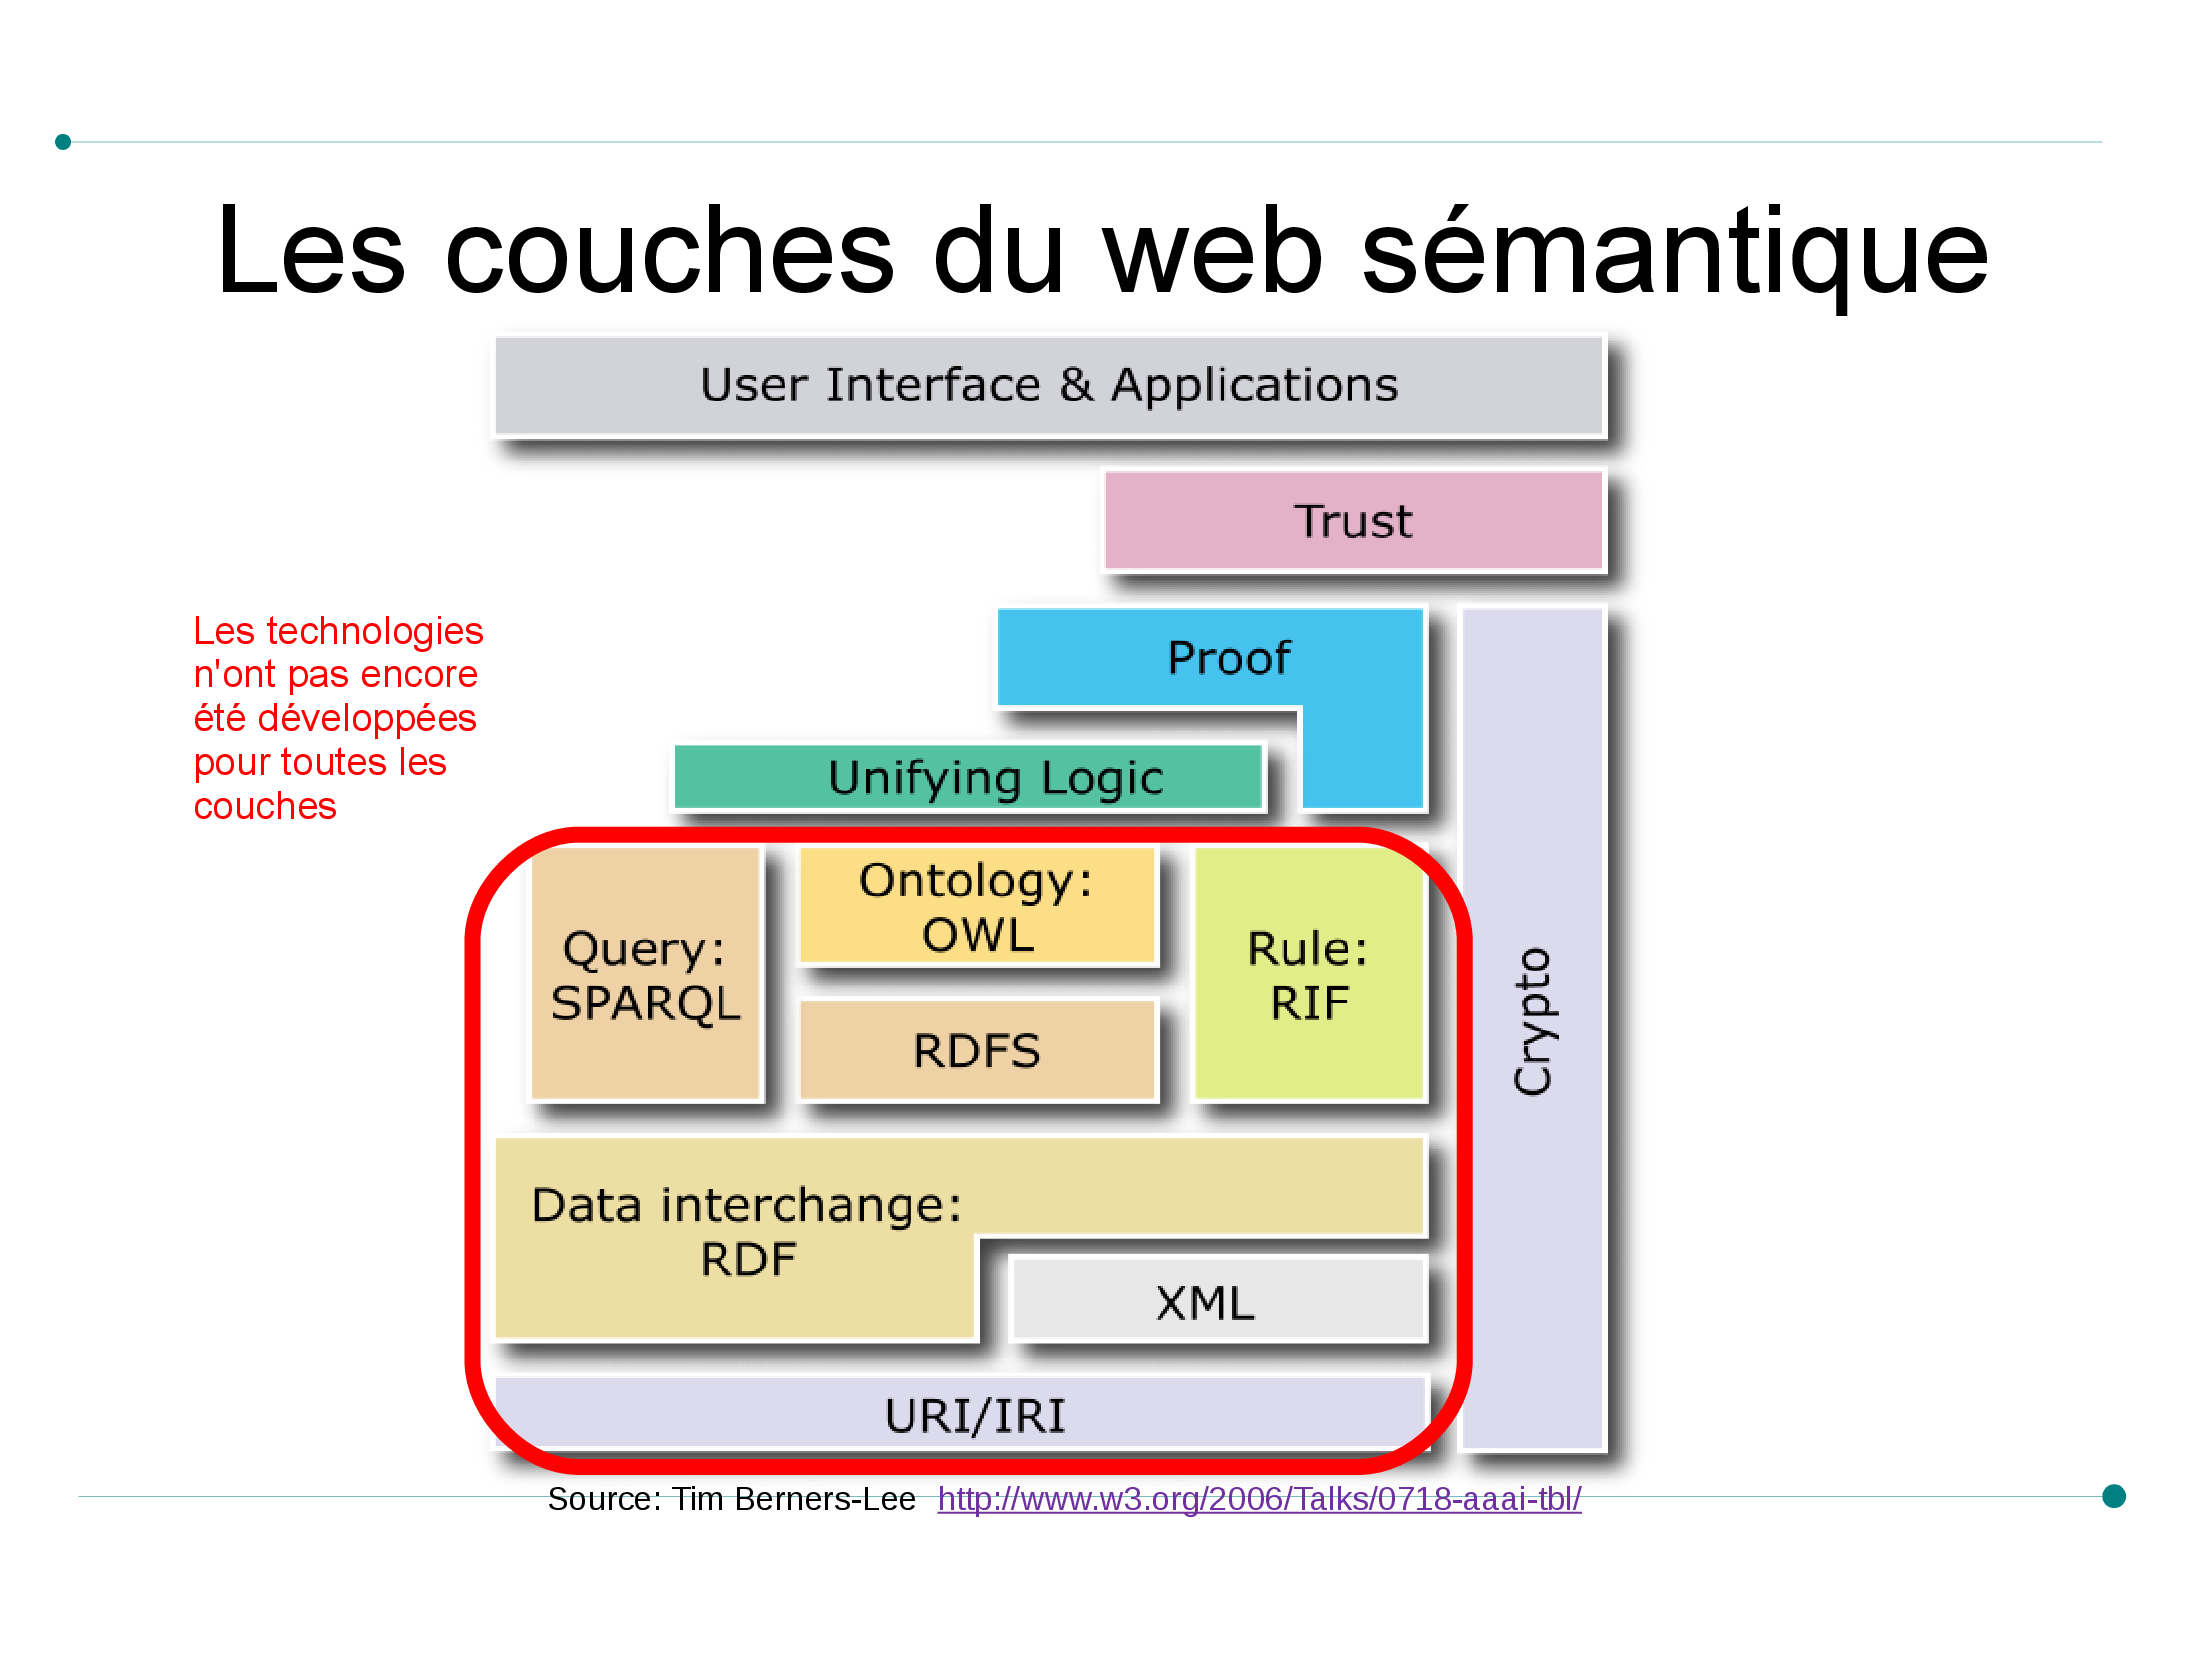 Les couches du web sémantique
User Interface & Applications
Trust
Les technologies
n'ont pas encore
été développées
pour toutes les
couches
Proof
Unifying Logic
Query:
SPARQL
Ontology:
OWL
RDFS
Rule:
RIF
Crypto
Data interchange:
RDF
XML
URI/IRI
Source: Tim Berners-Lee http://www.w3.org/2006/Talks/0718-aaai-tbl/